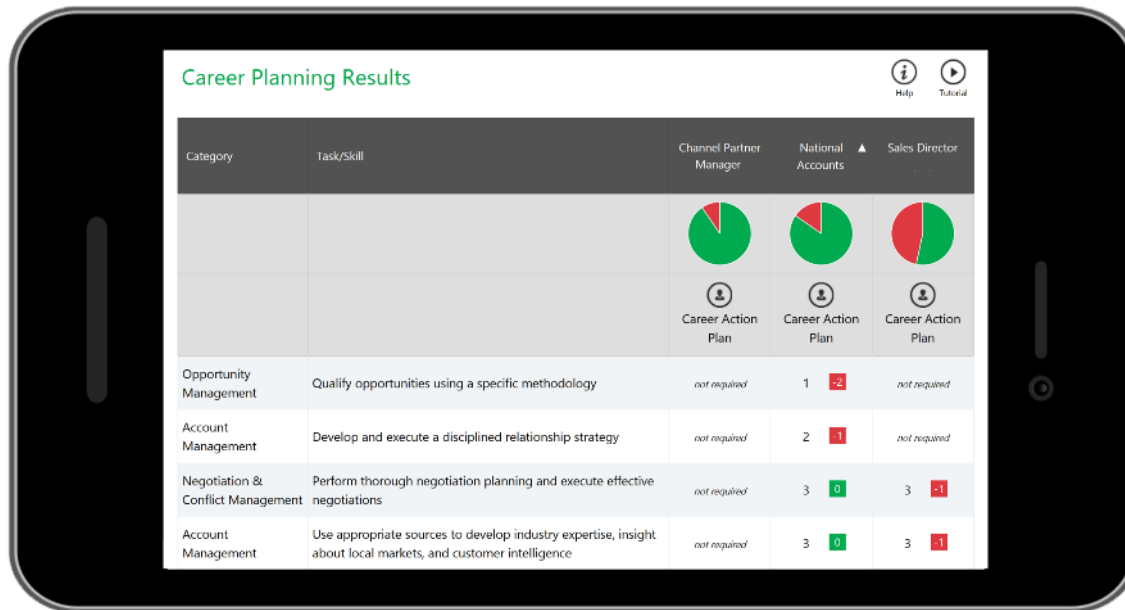 Career Planning Results
Help
Tutorial
Category
Task/Skill
Channel Partner
Manager
National
Accounts
Sales Director
Career Action
Plan
Career Action
Plan
Career Action
Plan
Opportunity
Management
Qualify opportunities using a specific methodology
not required
1 -2
not required
Account
Management
Develop and execute a disciplined relationship strategy
not required
2 -1
not required
Negotiation &
Conflict Management
Perform thorough negotiation planning and execute effective
negotiations
not required
3 0
3 -1
Account
Management
Use appropriate sources to develop industry expertise, insight
about local markets, and customer intelligence
not required
3 0
3 -1